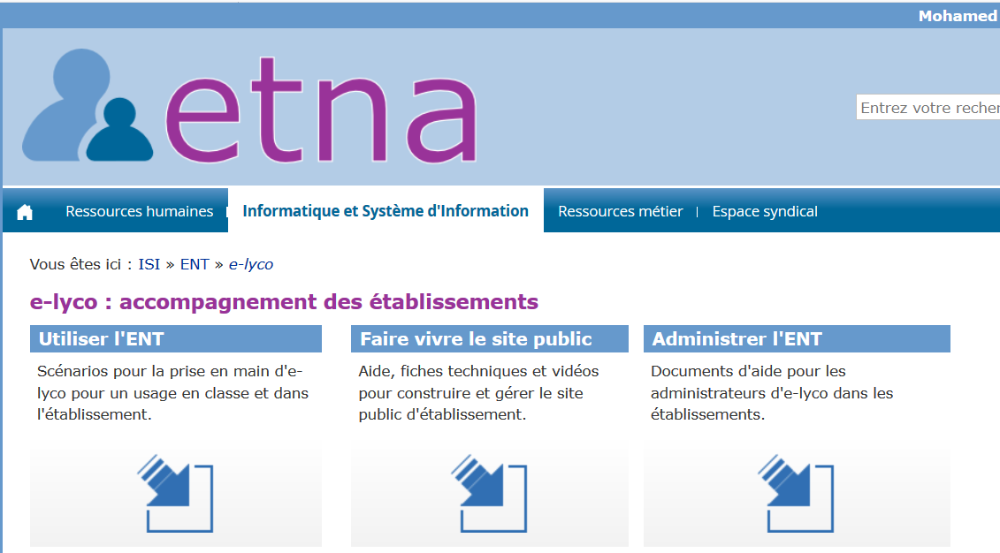 Mohamed
etna
Entrez votre recher
Ressources humaines
Informatique et Système d'Information
Ressources métier | Espace syndical
Vous êtes ici : ISI » ENT » e-lyco
e-lyco : accompagnement des établissements
Utiliser l'ENT
Scénarios pour la prise en main d'e-
lyco pour un usage en classe et dans
l'établissement.
Faire vivre le site public
Aide, fiches techniques et vidéos
pour construire et gérer le site
public d'établissement.
Administrer l'ENT
Documents d'aide pour les
administrateurs d'e-lyco dans les
établissements.